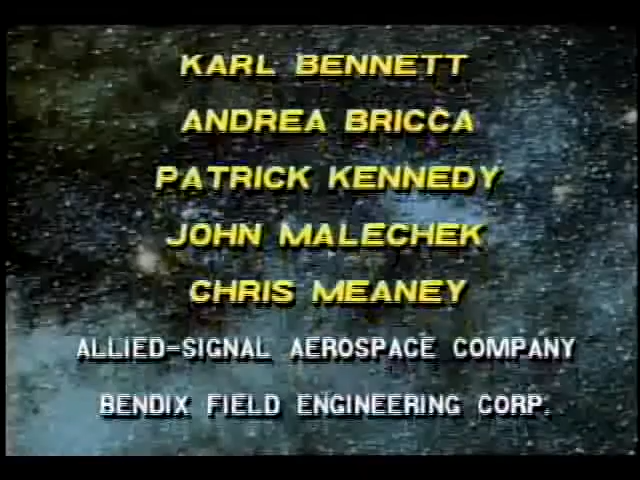 KARL BENNETT
ANDREA BRICCA
PATRICK KENNEDY
JOHN MALECHEK
CHRIS MEANEY
ALLIED-SIGNAL AEROSPACE COMPANY
BENDIX FIELD ENGINEERING CORP.